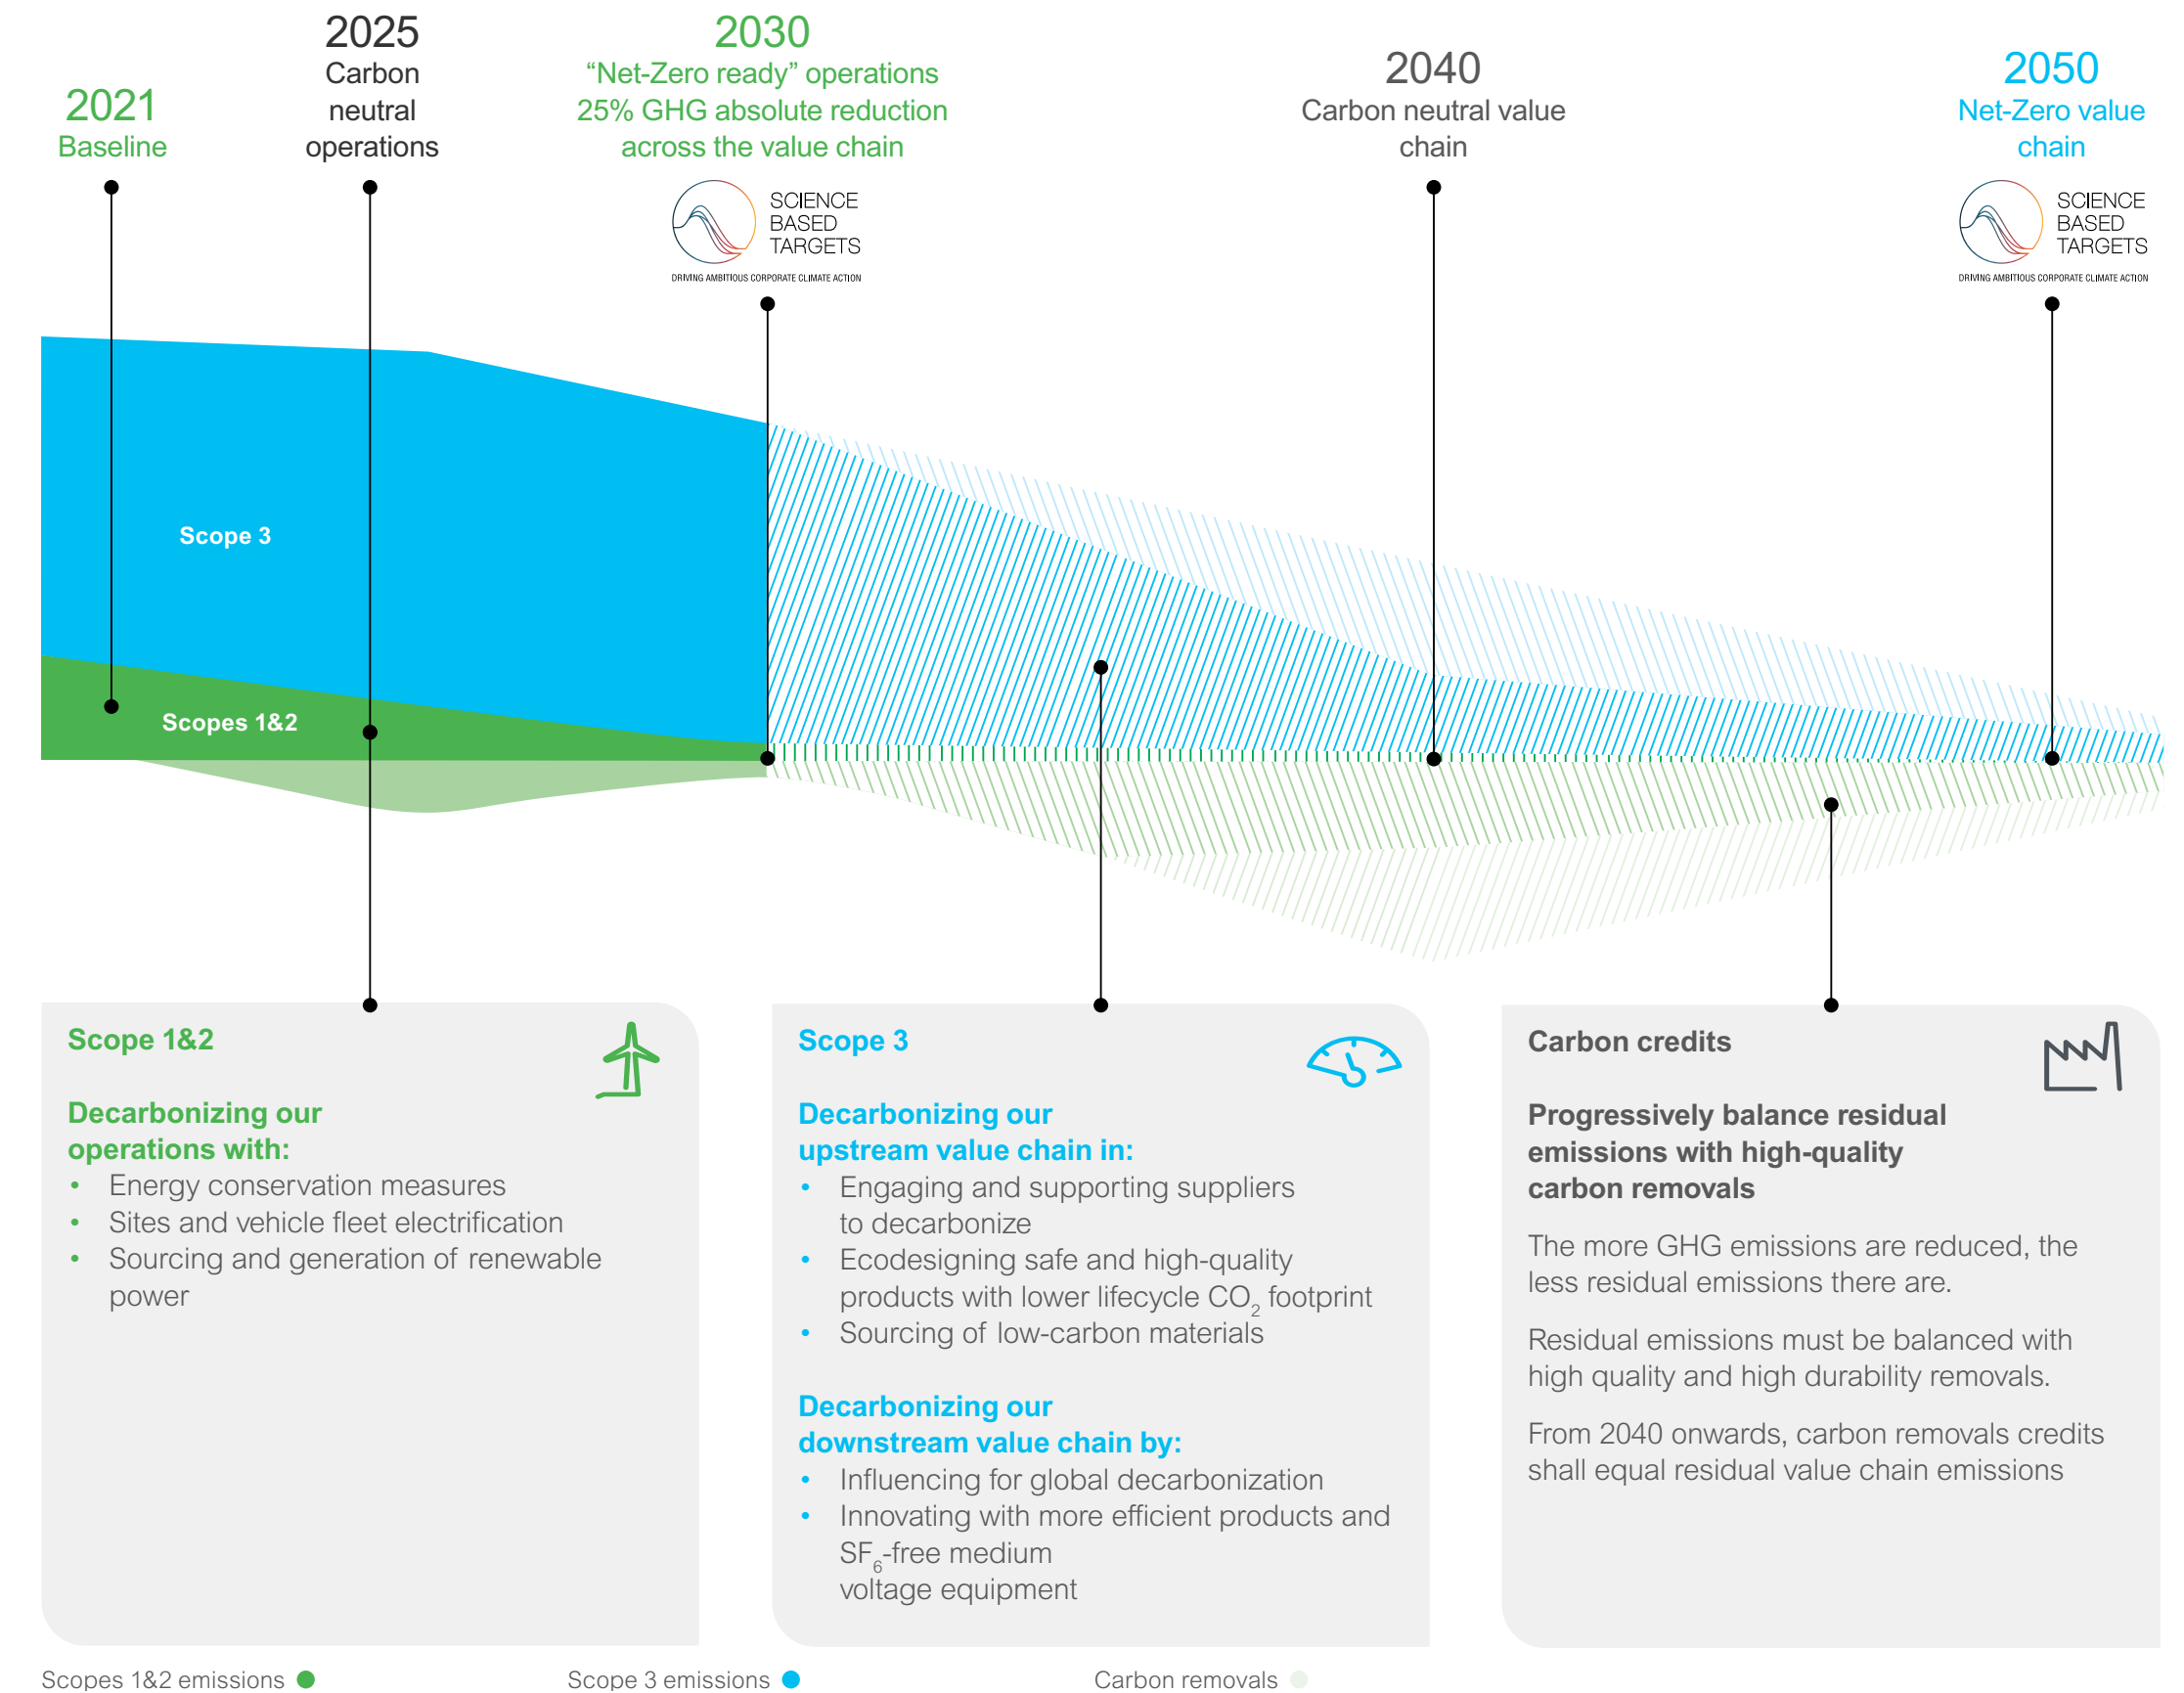 2021
Baseline
2025
Carbon
neutral
operations
2030
“Net-Zero ready” operations
25% GHG absolute reduction
across the value chain
SCIENCE
BASED
TARGETS
DRIVING AMBITIOUS CORPORATE CLIMATE ACTION
2040
Carbon neutral value
chain
2050
Net-Zero value
chain
SCIENCE
BASED
TARGETS
DRIVING AMBITIOUS CORPORATE CLIMATE ACTION
Scope 3
Scopes 1&2
Scope 1&2
Decarbonizing our
operations with:
• Energy conservation measures
• Sites and vehicle fleet electrification
• Sourcing and generation of renewable
power
Scope 3
Decarbonizing our
upstream value chain in:
• Engaging and supporting suppliers
to decarbonize
• Ecodesigning safe and high-quality
products with lower lifecycle CO₂ footprint
• Sourcing of low-carbon materials
Decarbonizing our
downstream value chain by:
• Influencing for global decarbonization
• Innovating with more efficient products and
SF₆-free medium
voltage equipment
Carbon credits
Progressively balance residual
emissions with high-quality
carbon removals
The more GHG emissions are reduced, the
less residual emissions there are.
Residual emissions must be balanced with
high quality and high durability removals.
From 2040 onwards, carbon removals credits
shall equal residual value chain emissions
Scopes 1&2 emissions
Scope 3 emissions
Carbon removals